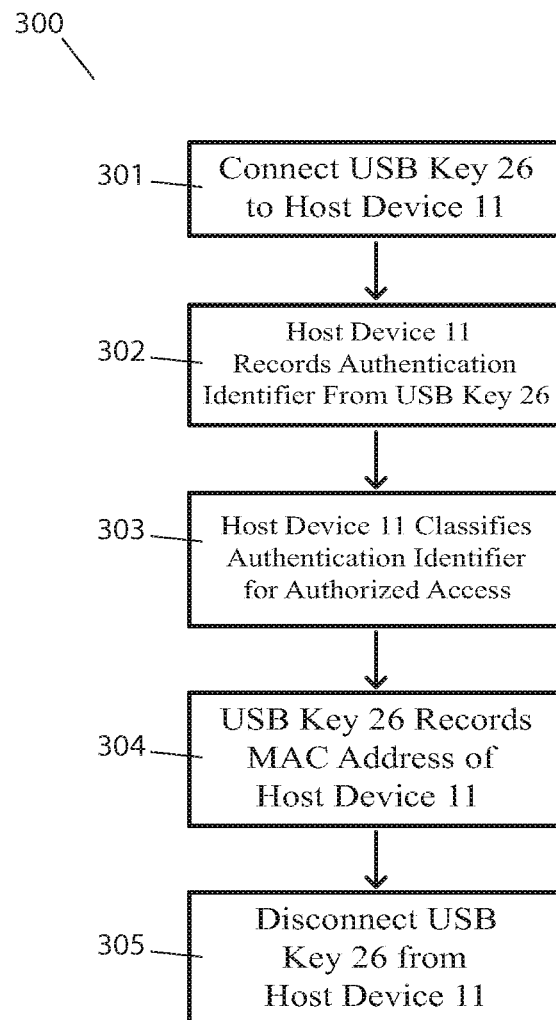 300
301
Connect USB Key 26
to Host Device 11
302
Host Device 11
Records Authentication
Identifier From USB Key 26
303
Host Device 11 Classifies
Authentication Identifier
for Authorized Access
304
USB Key 26 Records
MAC Address of
Host Device 11
305
Disconnect USB
Key 26 from
Host Device 11